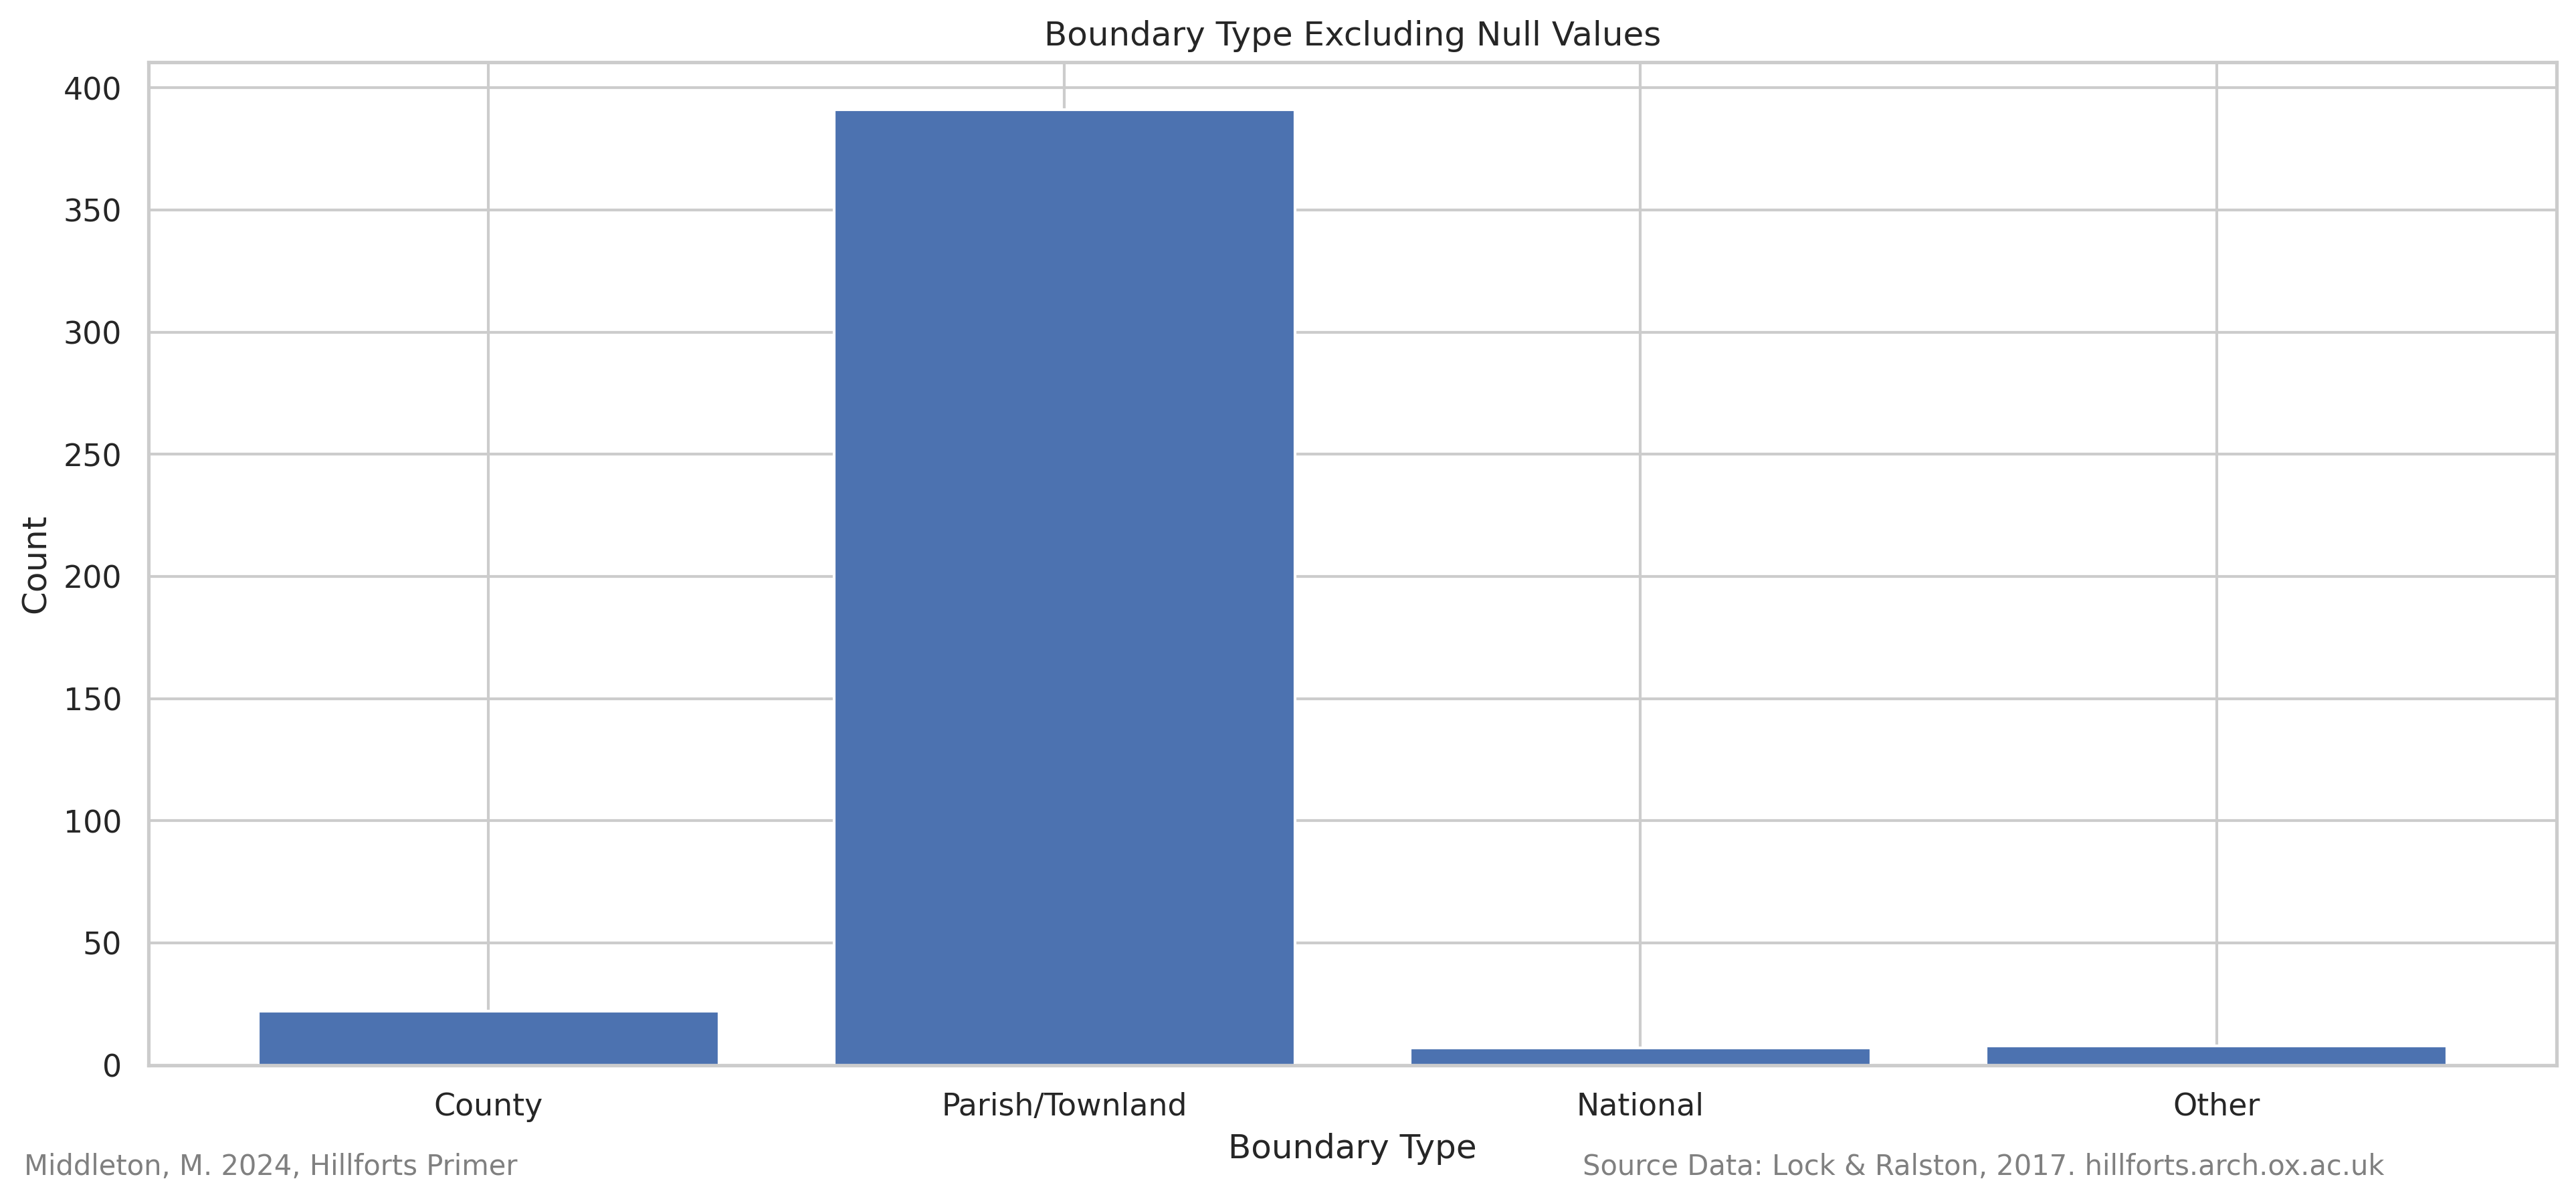 Boundary Type Excluding Null Values
400
350
300
250
200
150
100
50
0
Count
County
Parish/Townland
National
Other
Boundary Type
Middleton, M. 2024, Hillforts Primer
Source Data: Lock & Ralston, 2017. hillforts.arch.ox.ac.uk